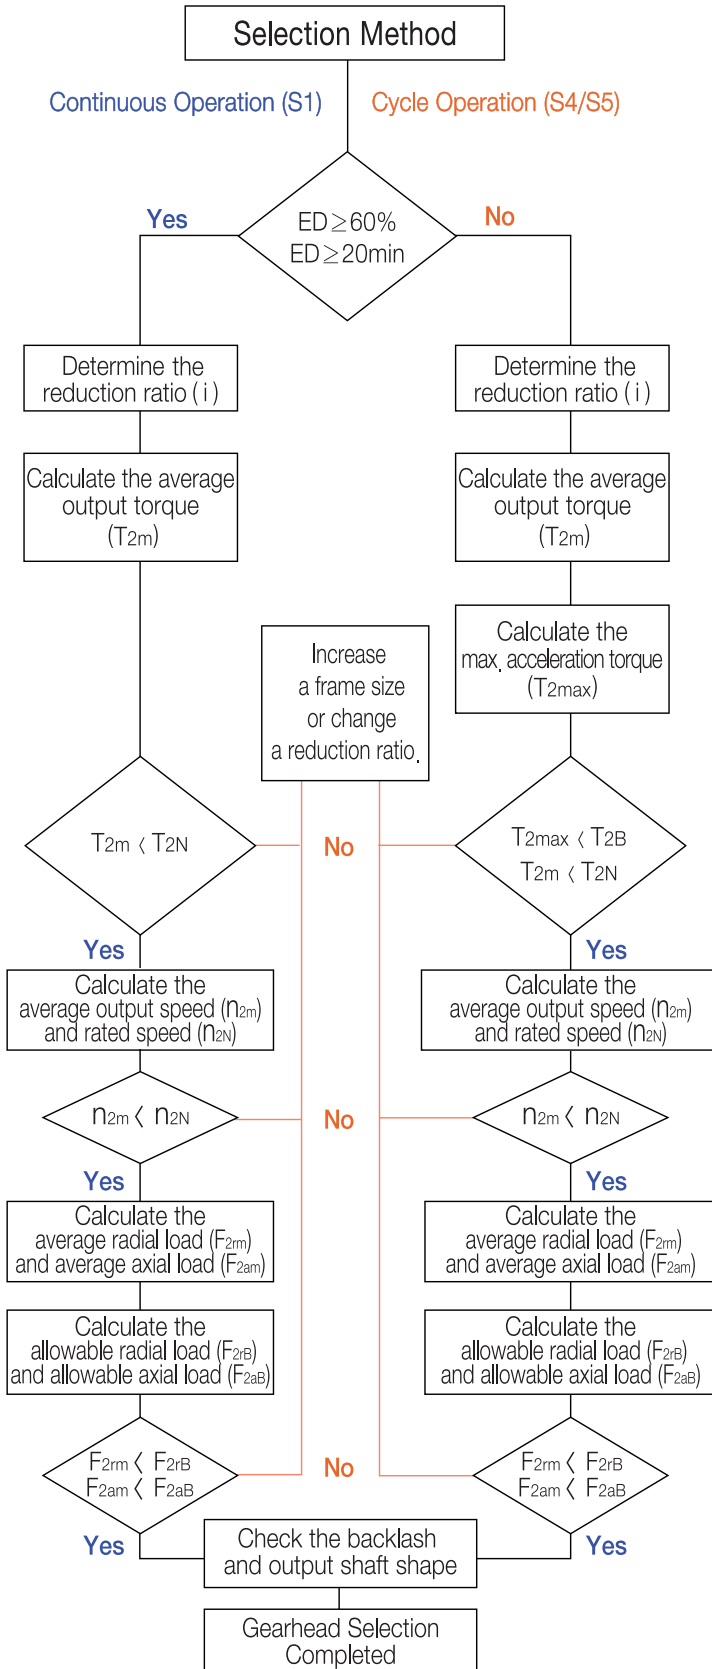 Selection Method
Continuous Operation (S1)
Cycle Operation (S4/S5)
Yes
No
ED≥60%
ED≥20min
Determine the
reduction ratio (i)
Determine the
reduction ratio (i)
Calculate the average
output torque
(T2m)
Calculate the average
output torque
(T2m)
Calculate the
max. acceleration torque
(T2max)
Increase
a frame size
or change
a reduction ratio.
T2m < T2N
No
T2max < T2B
T2m < T2N
Yes
Yes
Calculate the
average output speed (n2m)
and rated speed (n2N)
Calculate the
average output speed (n2m)
and rated speed (n2N)
n2m < n2N
No
n2m < n2N
Yes
Yes
Calculate the
average radial load (F2rm)
and average axial load (F2am)
Calculate the
average radial load (F2rm)
and average axial load (F2am)
Calculate the
allowable radial load (F2rB)
and allowable axial load (F2aB)
Calculate the
allowable radial load (F2rB)
and allowable axial load (F2aB)
F2rm < F2rB
F2am < F2aB
No
F2rm < F2rB
F2am < F2aB
Yes
Yes
Check the backlash
and output shaft shape
Gearhead Selection
Completed